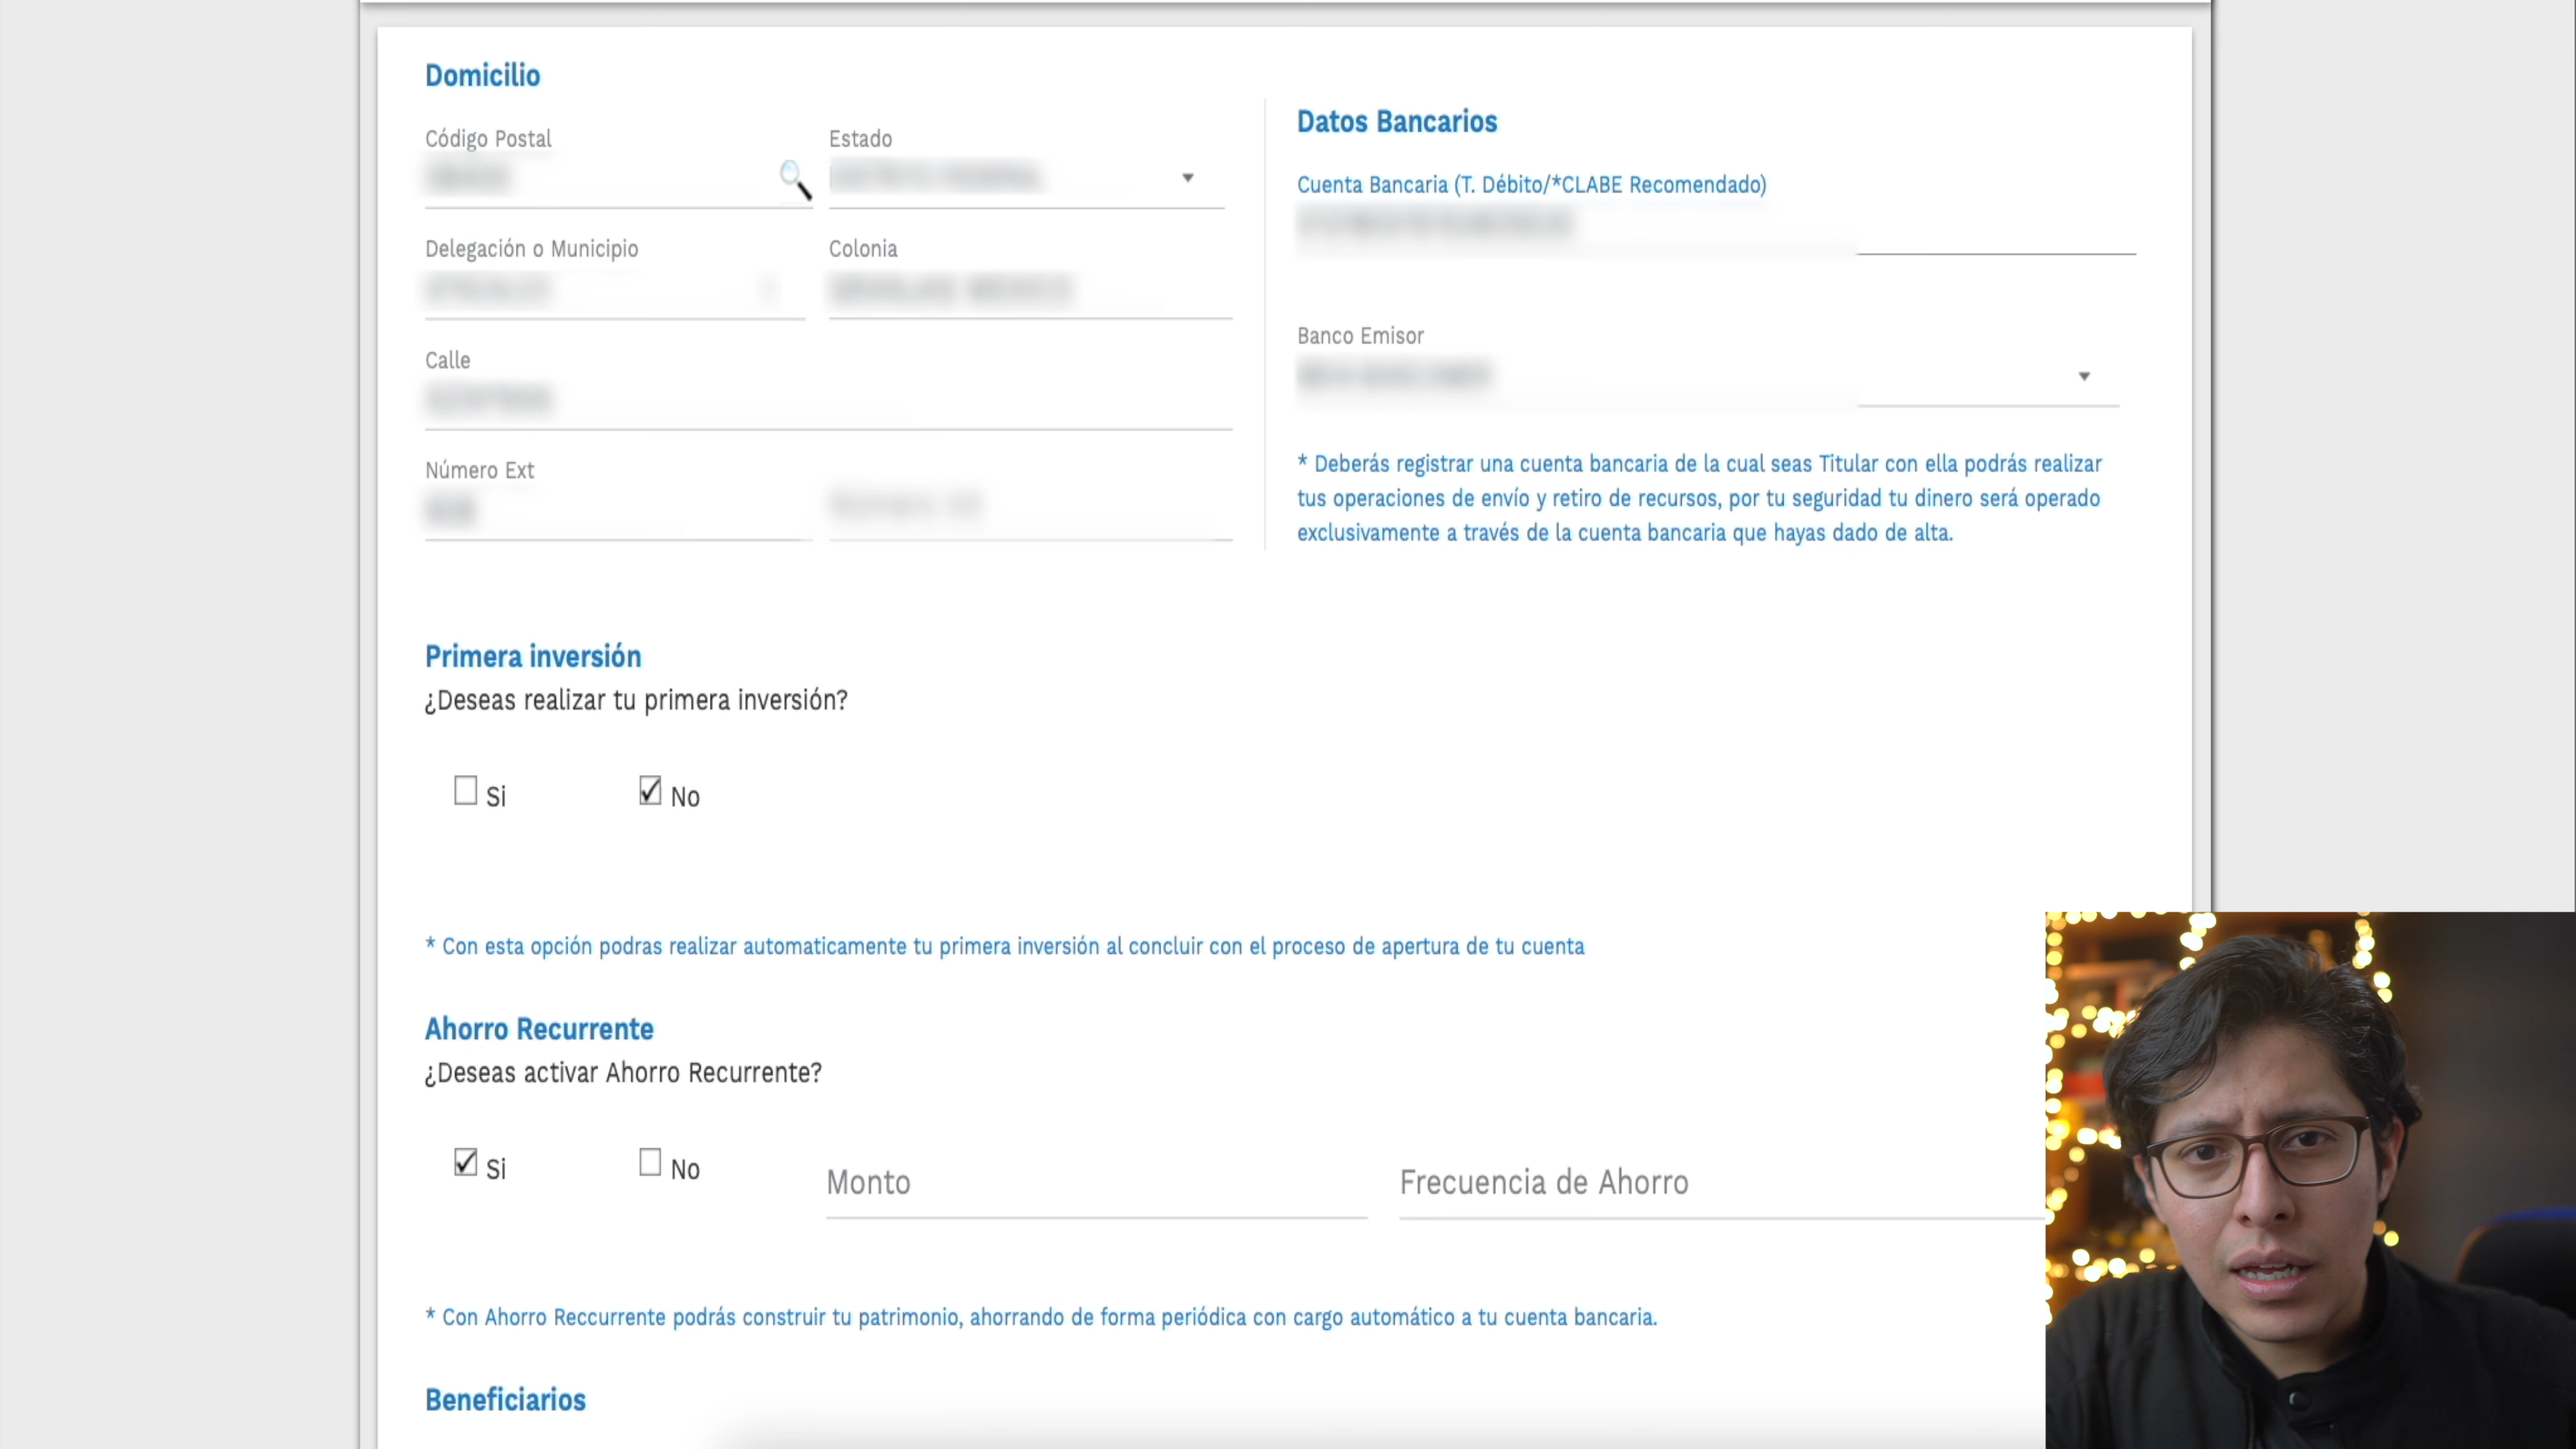 Domicilio
Código Postal
Estado
Delegación o Municipio
Colonia
Calle
Número Ext
Datos Bancarios
Cuenta Bancaria (T. Débito/*CLABE Recomendado)
Banco Emisor
* Deberás registrar una cuenta bancaria de la cual seas Titular con ella podrás realizar
tus operaciones de envío y retiro de recursos, por tu seguridad tu dinero será operado
exclusivamente a través de la cuenta bancaria que hayas dado de alta.
Primera inversión
¿Deseas realizar tu primera inversión?
Si No
* Con esta opción podras realizar automaticamente tu primera inversión al concluir con el proceso de apertura de tu cuenta
Ahorro Recurrente
¿Deseas activar Ahorro Recurrente?
Si No Monto Frecuencia de Ahorro
* Con Ahorro Reccurrente podrás construir tu patrimonio, ahorrando de forma periódica con cargo automático a tu cuenta bancaria.
Beneficiarios